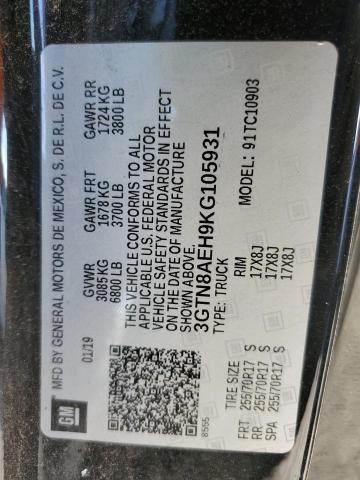 GM
MFD BY GENERAL MOTORS DE MEXICO, S. DE R.L. DE C.V.
01/19
GVWR GAWR FRT GAWR RR
3085 KG 1678 KG 1724 KG
6800 LB 3700 LB 3800 LB
THIS VEHICLE CONFORMS TO ALL
APPLICABLE U.S. FEDERAL MOTOR
VEHICLE SAFETY STANDARDS IN EFFECT
ON THE DATE OF MANUFACTURE
SHOWN ABOVE.
3GTN8AEH9KG105931
TYPE: TRUCK MODEL: 91TC10903
8555
TIRE SIZE RIM
FRT 255/70R17 S 17X8J
RR 255/70R17 S 17X8J
SPA 255/70R17 S 17X8J